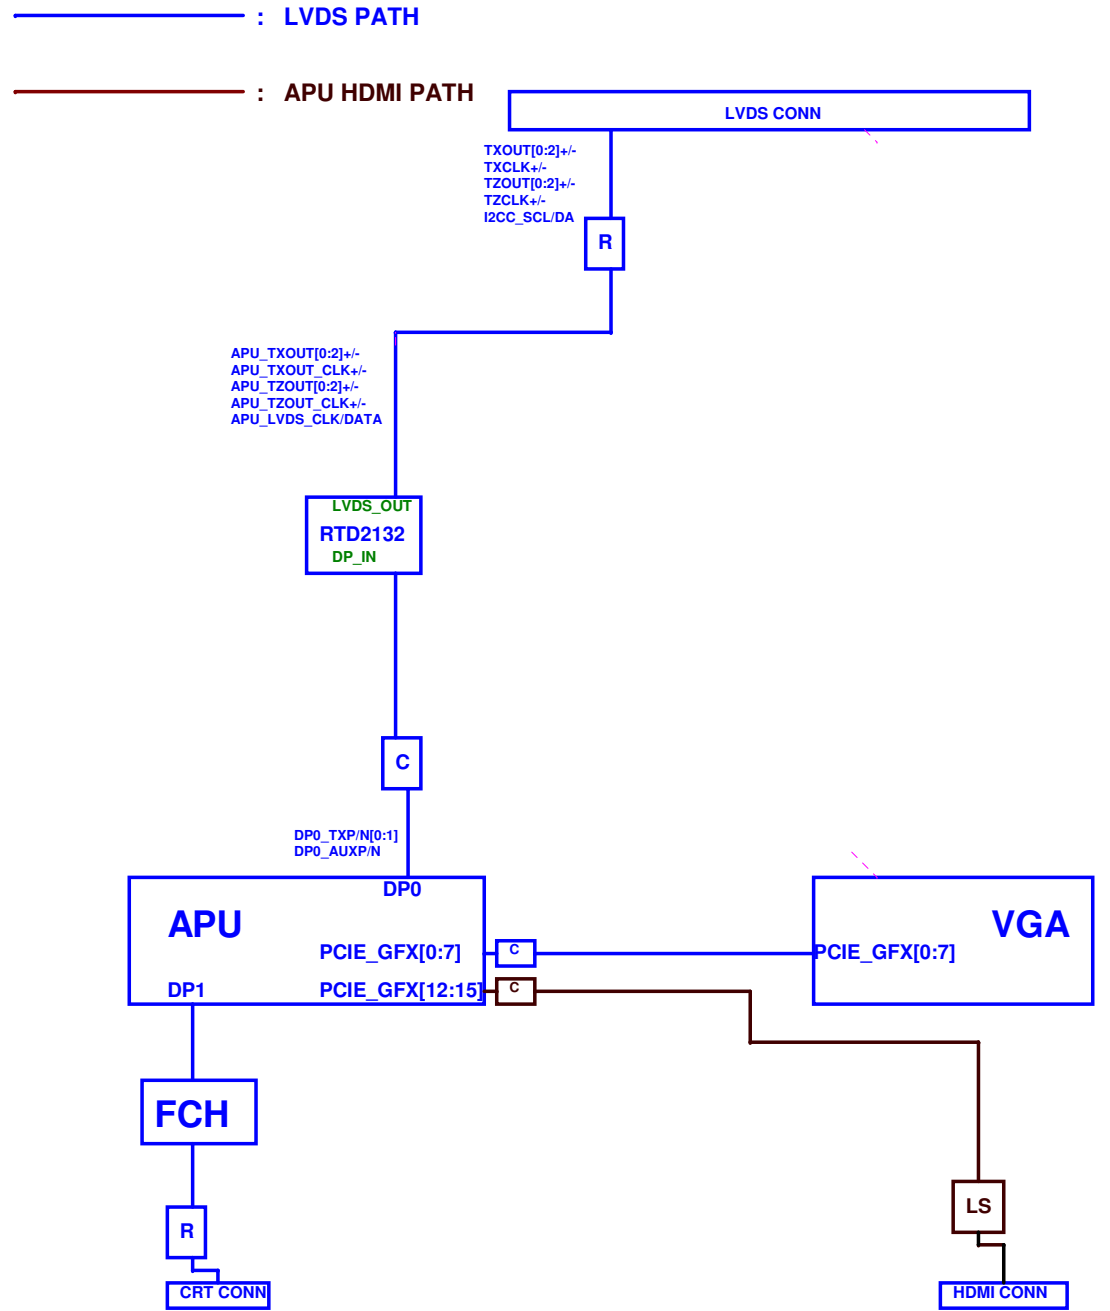 : LVDS PATH
: APU HDMI PATH
LVDS CONN
TXOUT[0:2]+/-
TXCLK+/-
TZOUT[0:2]+/-
TZCLK+/-
I2CC_SCL/DA
R
APU_TXOUT[0:2]+/-
APU_TXOUT_CLK+/-
APU_TZOUT[0:2]+/-
APU_TZOUT_CLK+/-
APU_LVDS_CLK/DATA
LVDS_OUT
RTD2132
DP_IN
C
DP0_TXP/N[0:1]
DP0_AUXP/N
DP0
APU
VGA
PCIE_GFX[0:7]
C
PCIE_GFX[0:7]
DP1
PCIE_GFX[12:15]
C
FCH
LS
R
CRT CONN
HDMI CONN